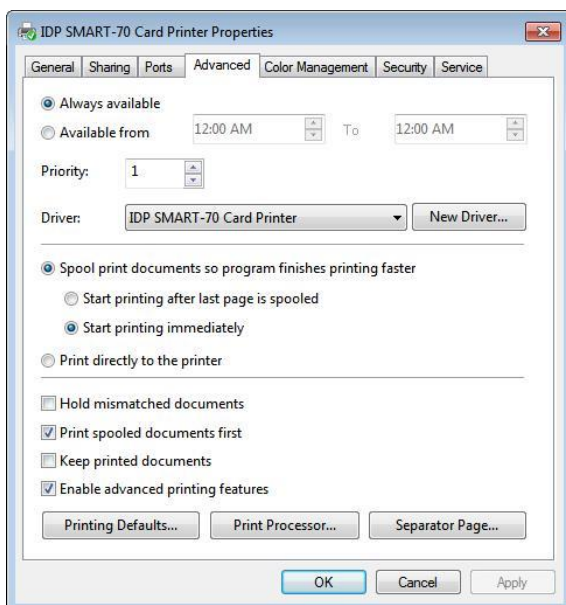 IDP SMART-70 Card Printer Properties
General Sharing Ports Advanced Color Management Security Service
Always available
Available from 12:00 AM To 12:00 AM
Priority: 1
Driver: IDP SMART-70 Card Printer New Driver...
Spool print documents so program finishes printing faster
Start printing after last page is spooled
Start printing immediately
Print directly to the printer
Hold mismatched documents
Print spooled documents first
Keep printed documents
Enable advanced printing features
Printing Defaults... Print Processor... Separator Page...
OK Cancel Apply